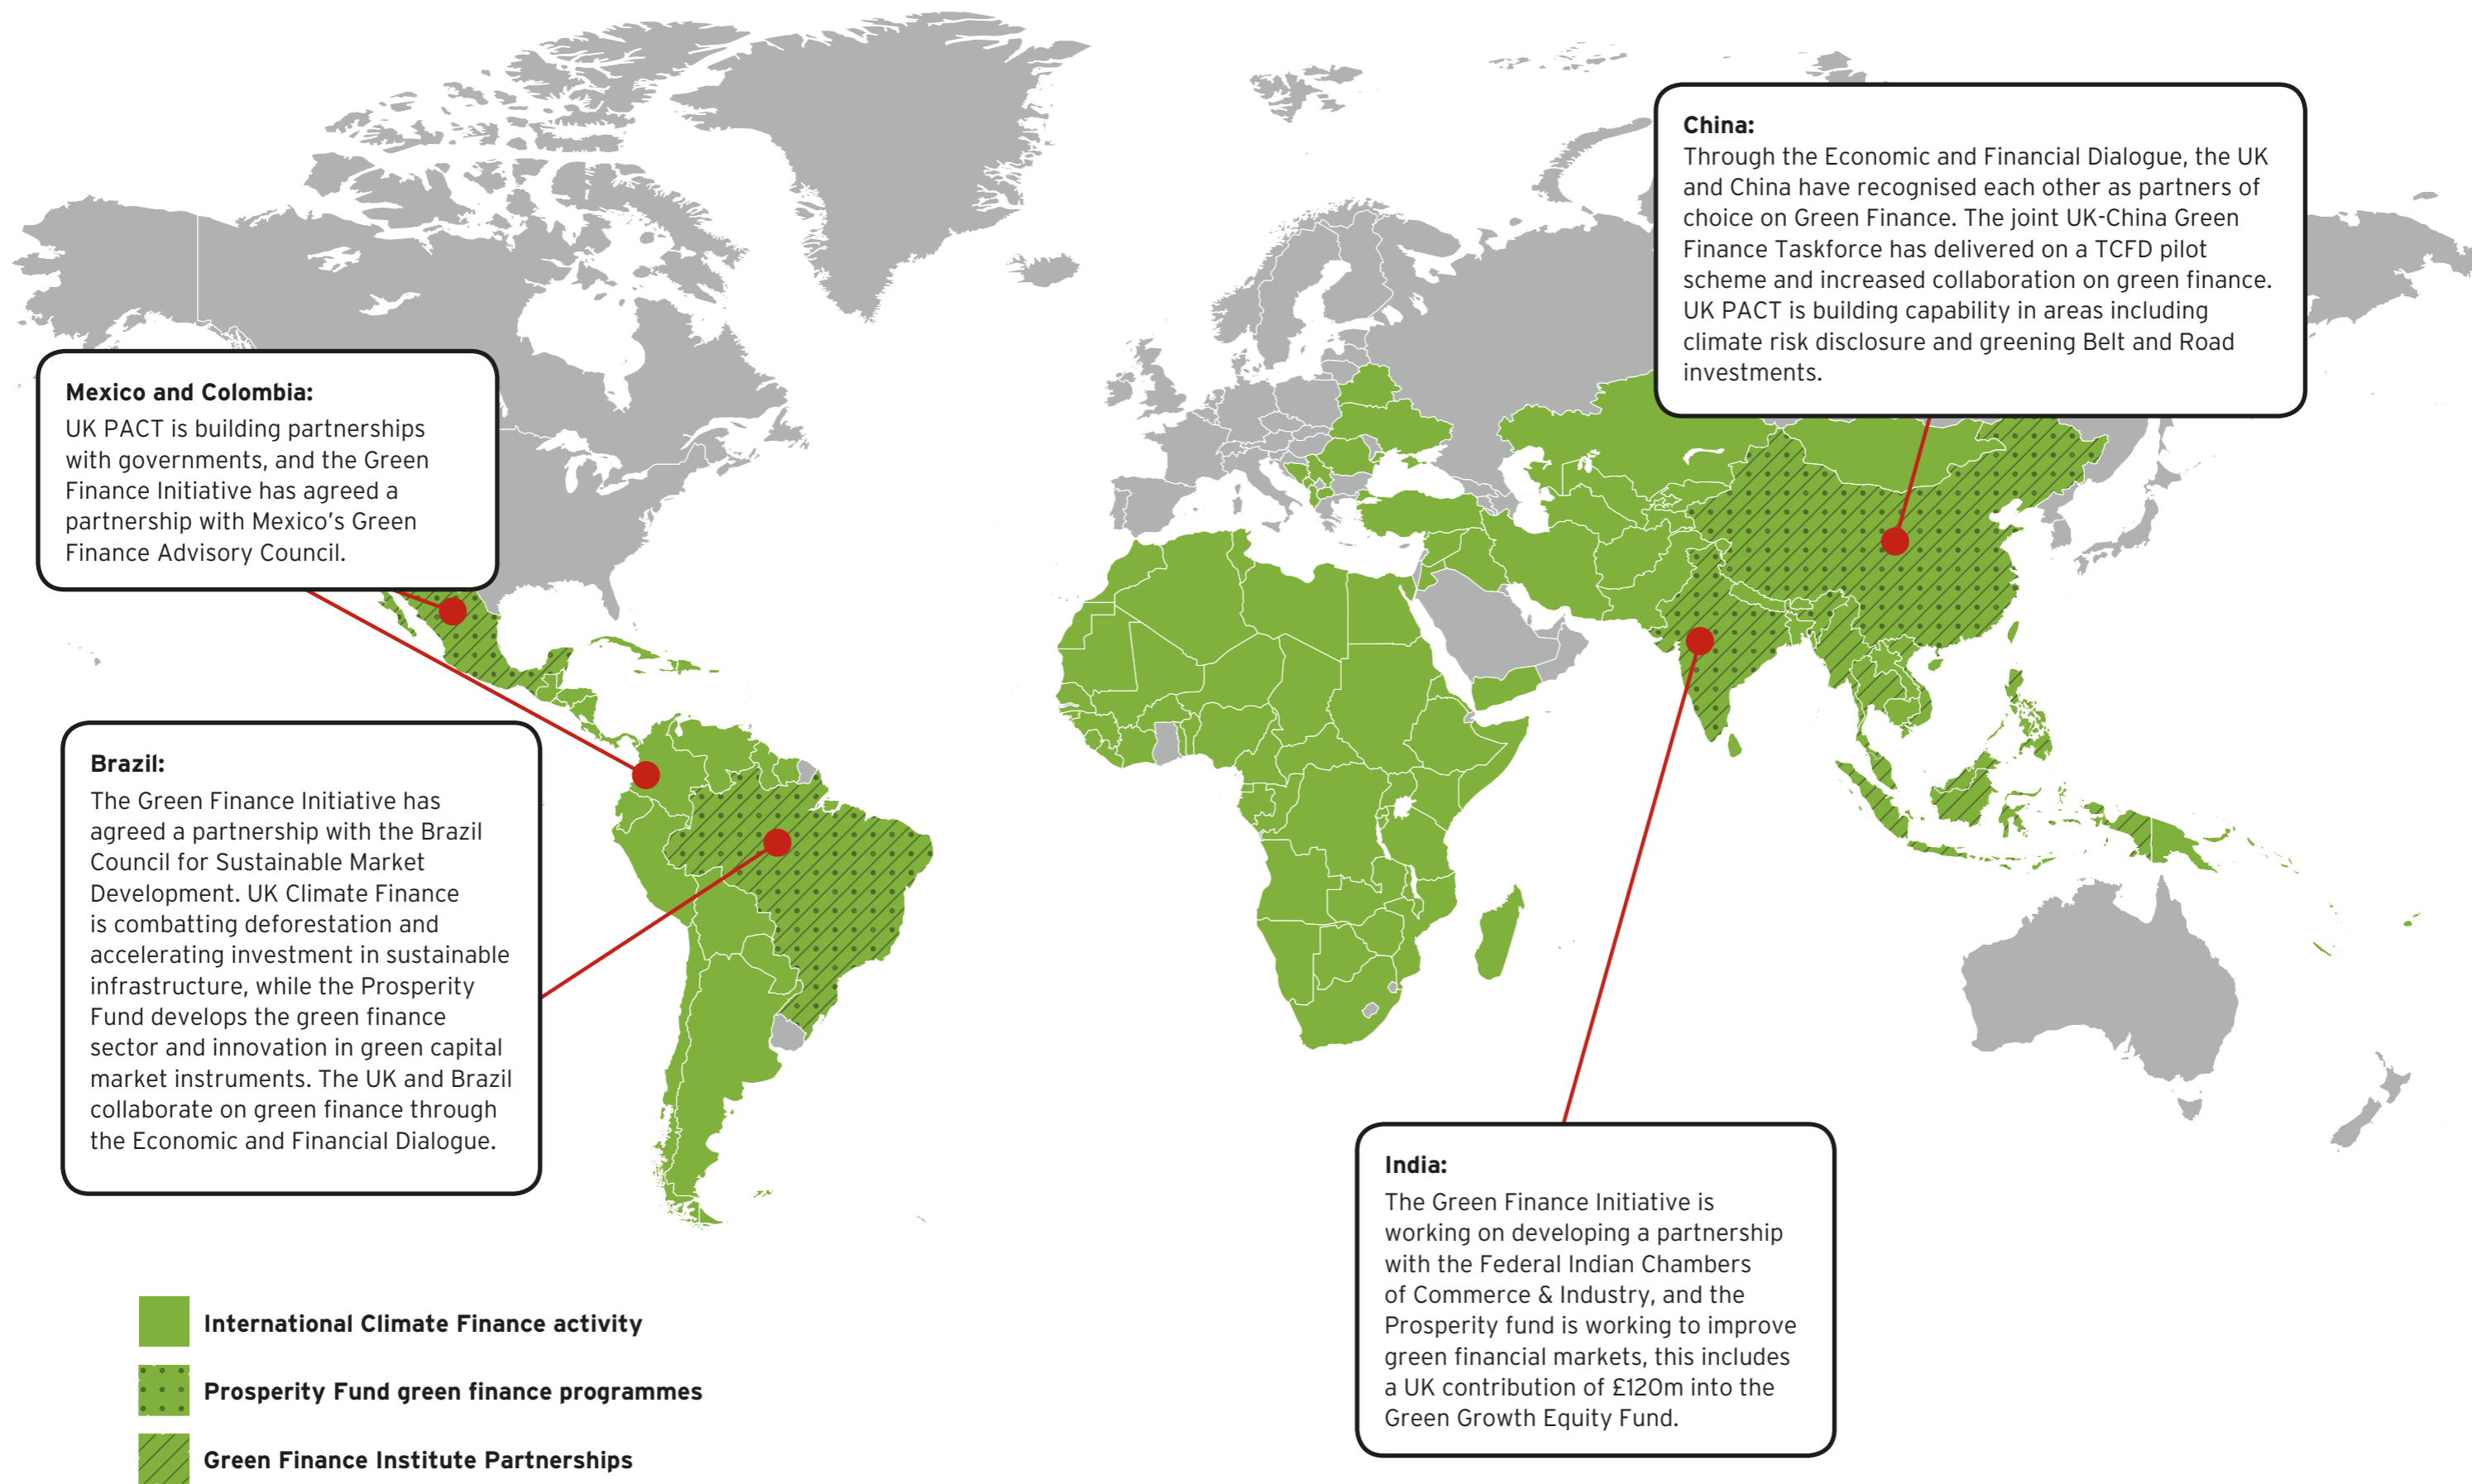 China:
Through the Economic and Financial Dialogue, the UK
and China have recognised each other as partners of
choice on Green Finance. The joint UK-China Green
Finance Taskforce has delivered on a TCFD pilot
scheme and increased collaboration on green finance.
UK PACT is building capability in areas including
climate risk disclosure and greening Belt and Road
investments.
Mexico and Colombia:
UK PACT is building partnerships
with governments, and the Green
Finance Initiative has agreed a
partnership with Mexico's Green
Finance Advisory Council.
Brazil:
The Green Finance Initiative has
agreed a partnership with the Brazil
Council for Sustainable Market
Development. UK Climate Finance
is combatting deforestation and
accelerating investment in sustainable
infrastructure, while the Prosperity
Fund develops the green finance
sector and innovation in green capital
market instruments. The UK and Brazil
collaborate on green finance through
the Economic and Financial Dialogue.
India:
The Green Finance Initiative is
working on developing a partnership
with the Federal Indian Chambers
of Commerce & Industry, and the
Prosperity fund is working to improve
green financial markets, this includes
a UK contribution of £120m into the
Green Growth Equity Fund.
International Climate Finance activity
Prosperity Fund green finance programmes
Green Finance Institute Partnerships